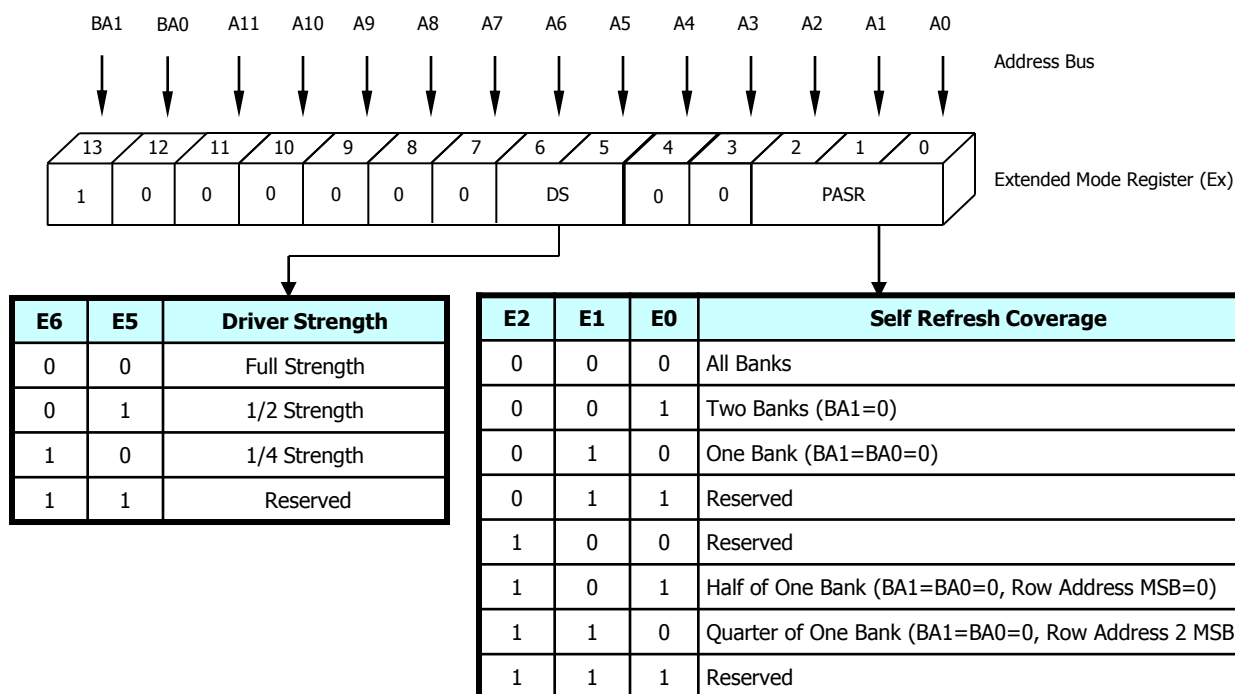 BA1 BA0 A11 A10 A9 A8 A7 A6 A5 A4 A3 A2 A1 A0
Address Bus
13 12 11 10 9 8 7 6 5 4 3 2 1 0
1 0 0 0 0 0 0 DS 0 0 PASR
Extended Mode Register (Ex)
E6 E5 Driver Strength
0 0 Full Strength
0 1 1/2 Strength
1 0 1/4 Strength
1 1 Reserved
E2 E1 E0 Self Refresh Coverage
0 0 0 All Banks
0 0 1 Two Banks (BA1=0)
0 1 0 One Bank (BA1=BA0=0)
0 1 1 Reserved
1 0 0 Reserved
1 0 1 Half of One Bank (BA1=BA0=0, Row Address MSB=0)
1 1 0 Quarter of One Bank (BA1=BA0=0, Row Address 2 MSB
1 1 1 Reserved